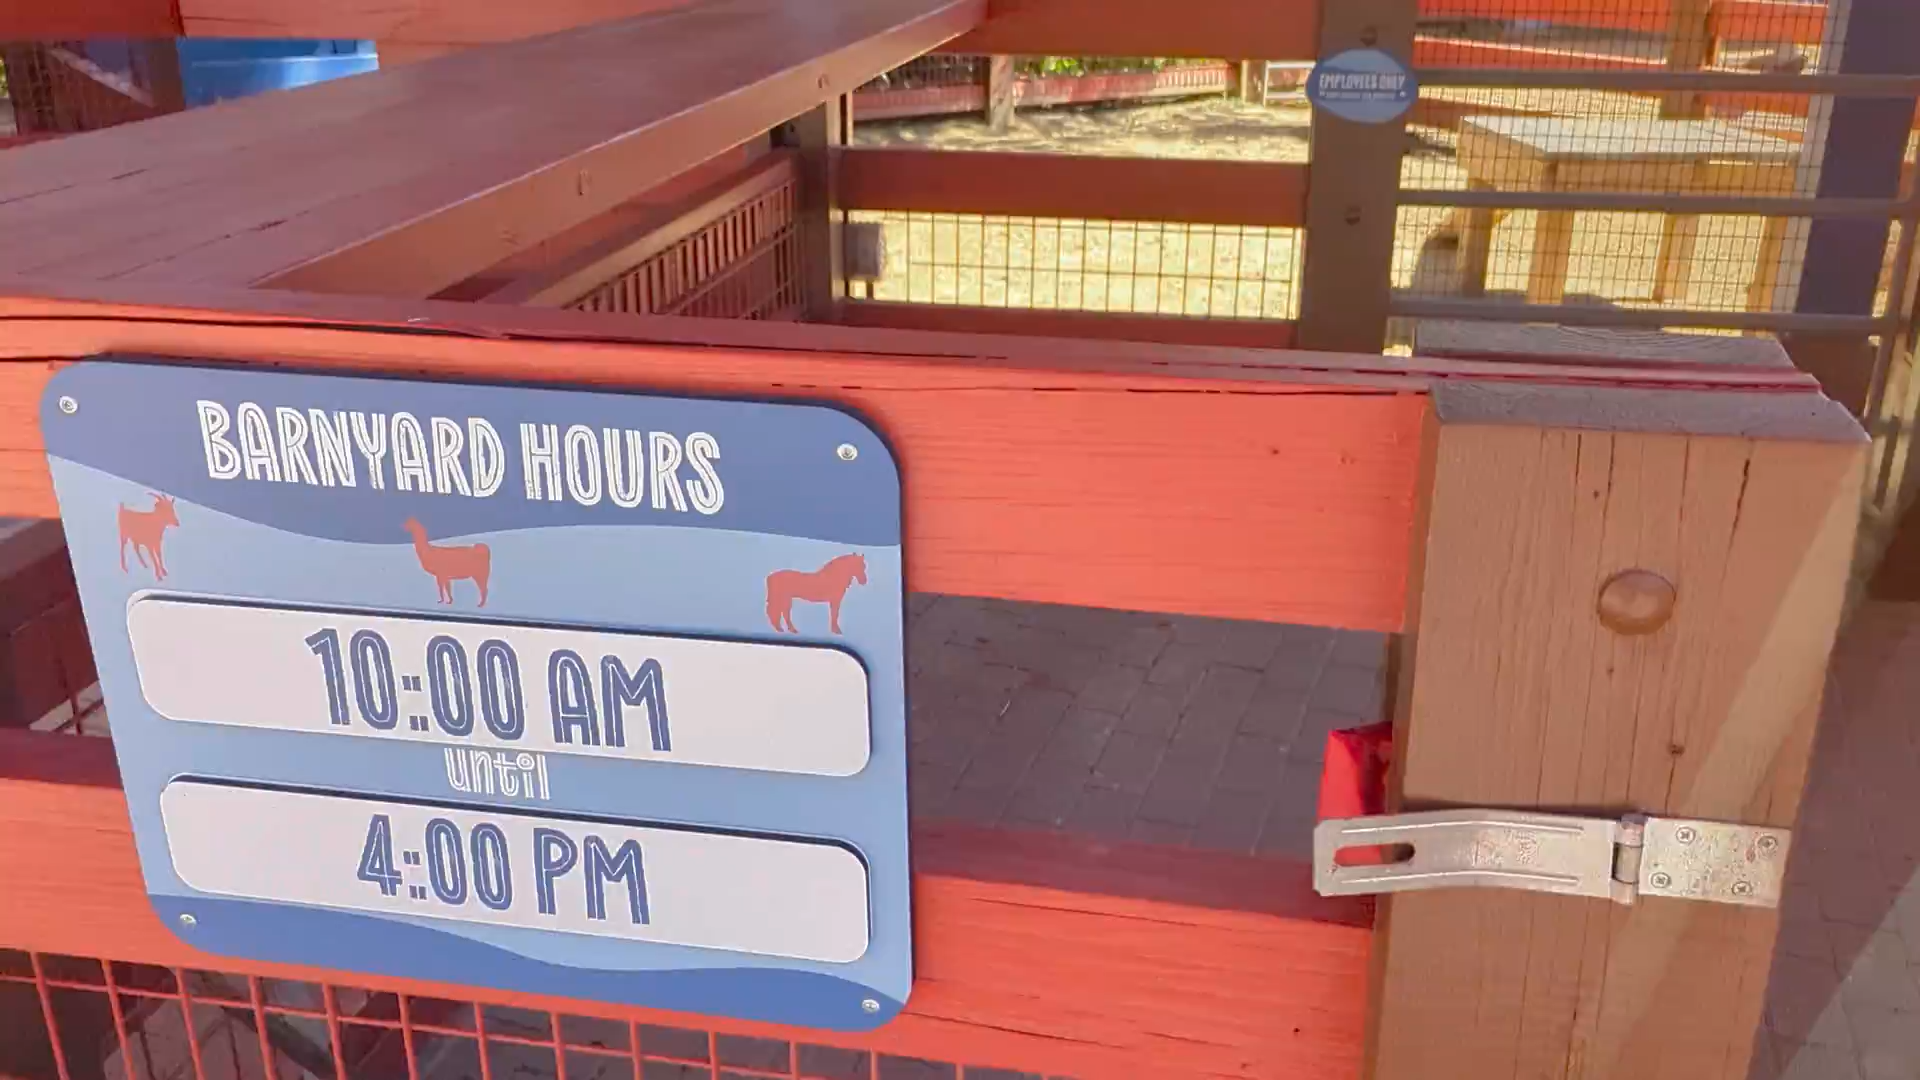 EMPLOYEES ONLY
BARNYARD HOURS
10:00 AM
until
4:00 PM